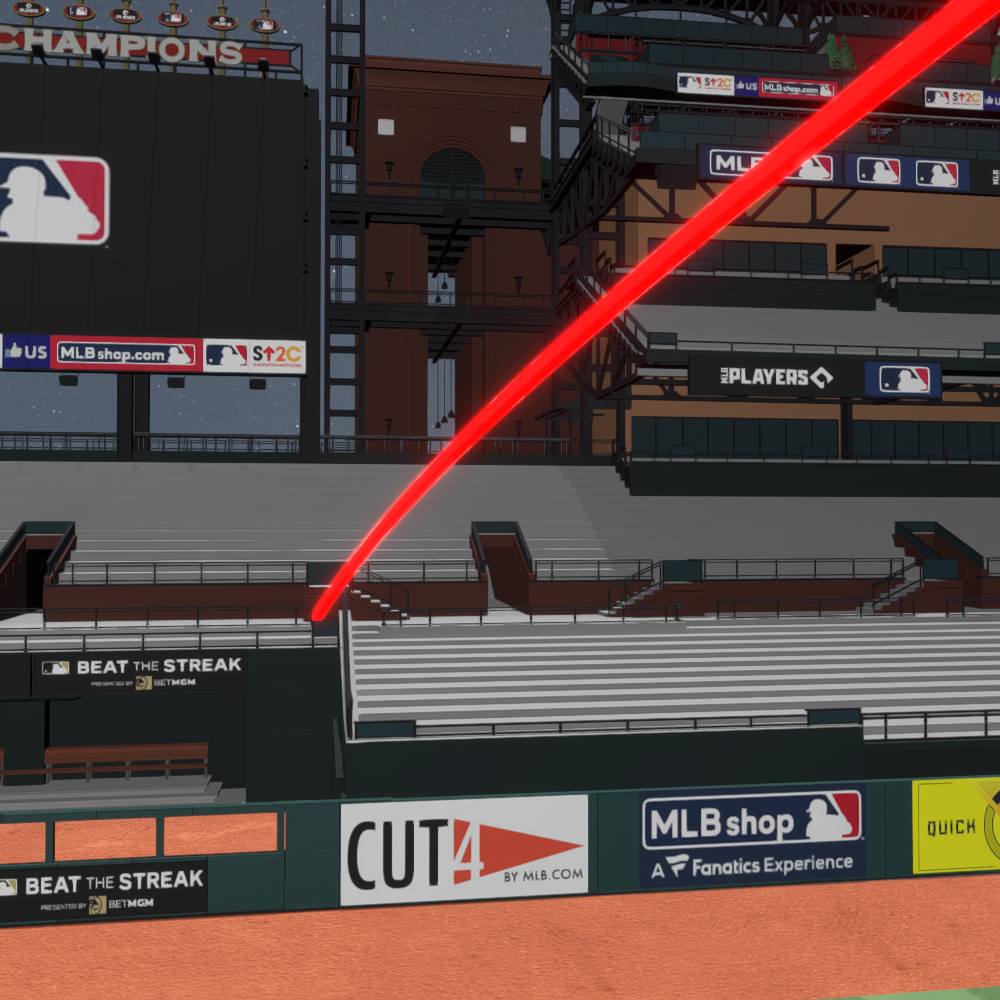 CHAMPIONS
US
MLBshop.com
S↑2C
S↑2C
US
MLBshop.com
S↑2C
MLB
MLB PLAYERS
BEAT THE STREAK
PRESENTED BY BETMGM
CUT4
BY MLB.COM
MLB shop
A Fanatics Experience
QUICK
BEAT THE STREAK
PRESENTED BY BETMGM